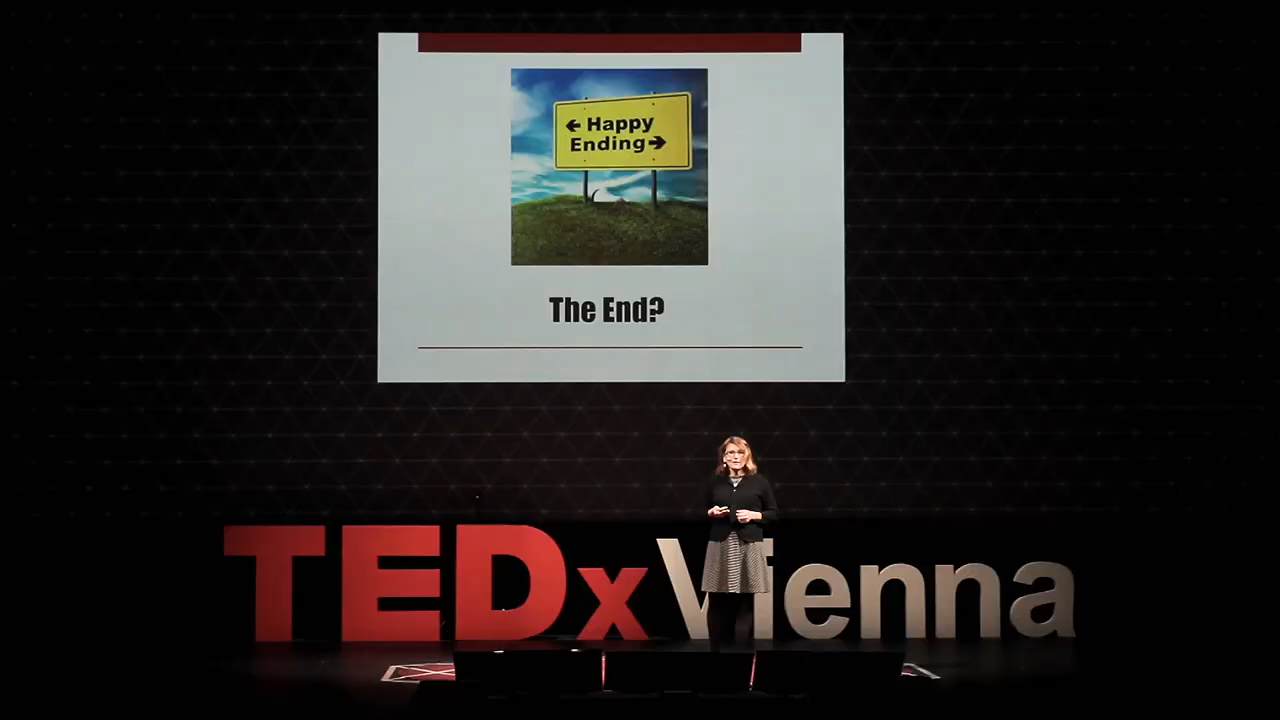 ← Happy
Ending →
The End?
TEDxVienna